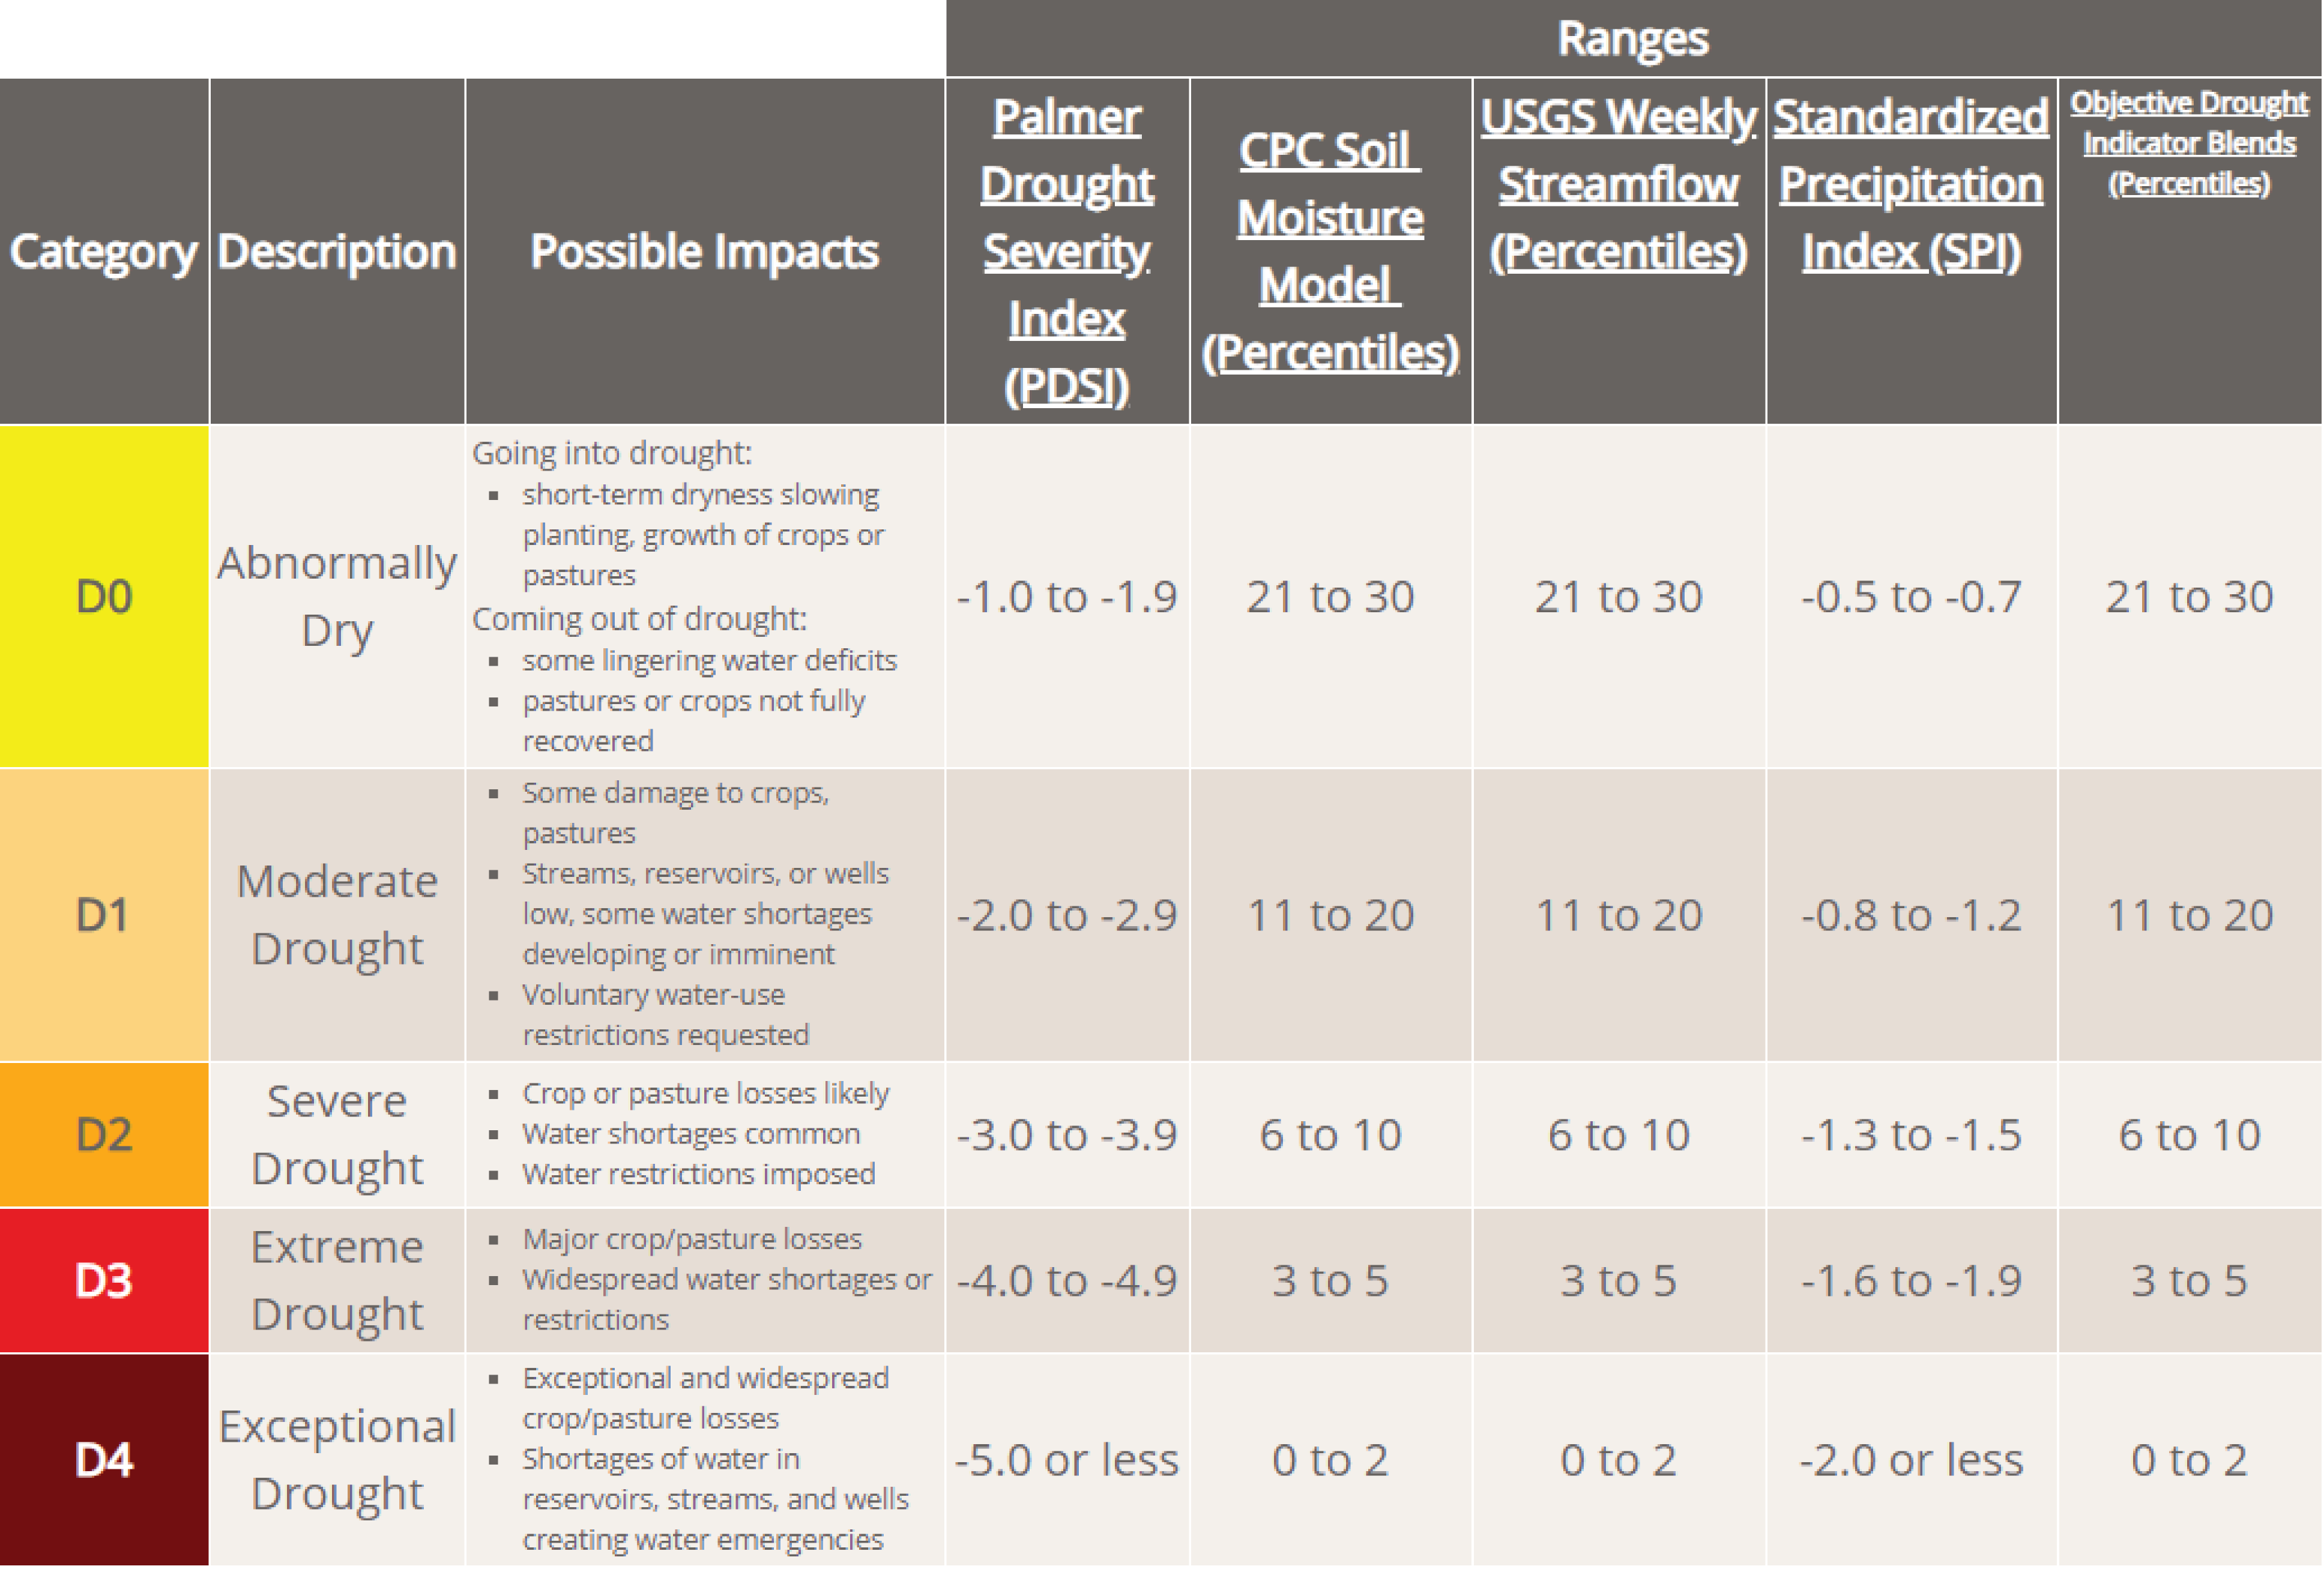 Ranges
Category
Description
Possible Impacts
Palmer
Drought
Severity
Index
(PDSI)
CPC Soil
Moisture
Model
(Percentiles)
USGS Weekly
Streamflow
(Percentiles)
Standardized
Precipitation
Index (SPI)
Objective Drought
Indicator Blends
(Percentiles)
D0
Abnormally
Dry
Going into drought:
▪ short-term dryness slowing
planting, growth of crops or
pastures
Coming out of drought:
▪ some lingering water deficits
▪ pastures or crops not fully
recovered
-1.0 to -1.9
21 to 30
21 to 30
-0.5 to -0.7
21 to 30
D1
Moderate
Drought
▪ Some damage to crops,
pastures
▪ Streams, reservoirs, or wells
low, some water shortages
developing or imminent
▪ Voluntary water-use
restrictions requested
-2.0 to -2.9
11 to 20
11 to 20
-0.8 to -1.2
11 to 20
D2
Severe
Drought
▪ Crop or pasture losses likely
▪ Water shortages common
▪ Water restrictions imposed
-3.0 to -3.9
6 to 10
6 to 10
-1.3 to -1.5
6 to 10
D3
Extreme
Drought
▪ Major crop/pasture losses
▪ Widespread water shortages or
restrictions
-4.0 to -4.9
3 to 5
3 to 5
-1.6 to -1.9
3 to 5
D4
Exceptional
Drought
▪ Exceptional and widespread
crop/pasture losses
▪ Shortages of water in
reservoirs, streams, and wells
creating water emergencies
-5.0 or less
0 to 2
0 to 2
-2.0 or less
0 to 2